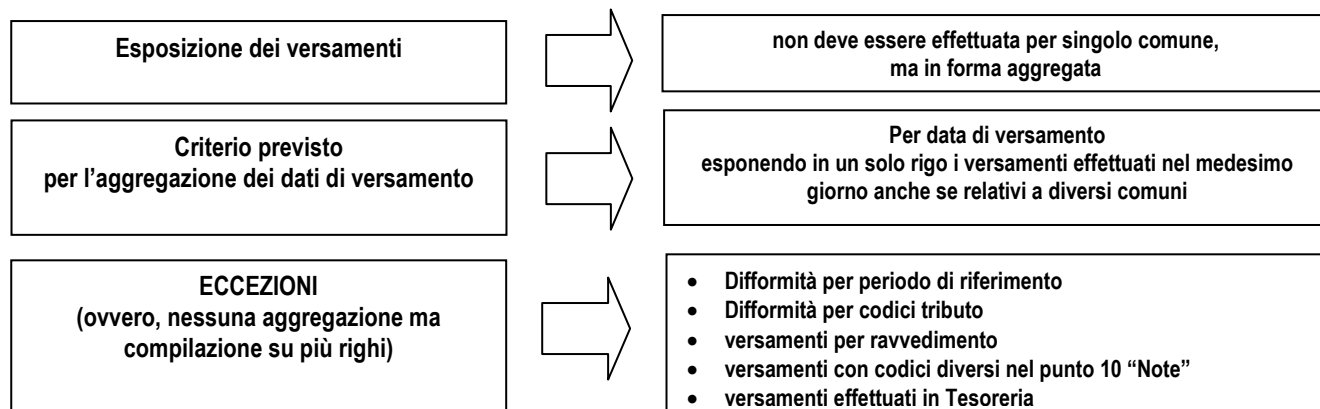 Esposizione dei versamenti
non deve essere effettuata per singolo comune,
ma in forma aggregata
Criterio previsto
per l’aggregazione dei dati di versamento
Per data di versamento
esponendo in un solo rigo i versamenti effettuati nel medesimo
giorno anche se relativi a diversi comuni
ECCEZIONI
(ovvero, nessuna aggregazione ma
compilazione su più righi)
• Difformità per periodo di riferimento
• Difformità per codici tributo
• versamenti per ravvedimento
• versamenti con codici diversi nel punto 10 “Note”
• versamenti effettuati in Tesoreria